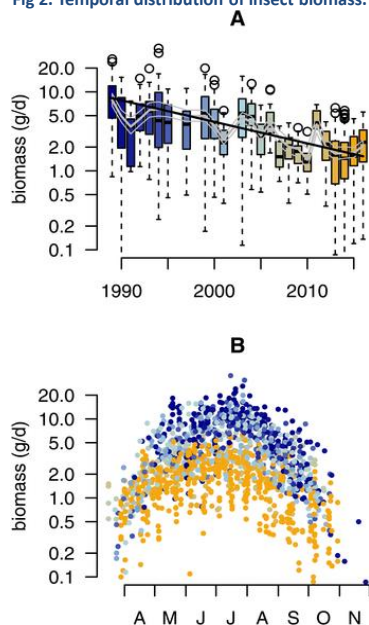 Fig 2. Temporal distribution of insect biomass.
A
20.0
10.0
5.0
2.0
1.0
0.5
0.2
0.1
biomass (g/d)
1990 2000 2010
B
20.0
10.0
5.0
2.0
1.0
0.5
0.2
0.1
biomass (g/d)
A M J J A S O N